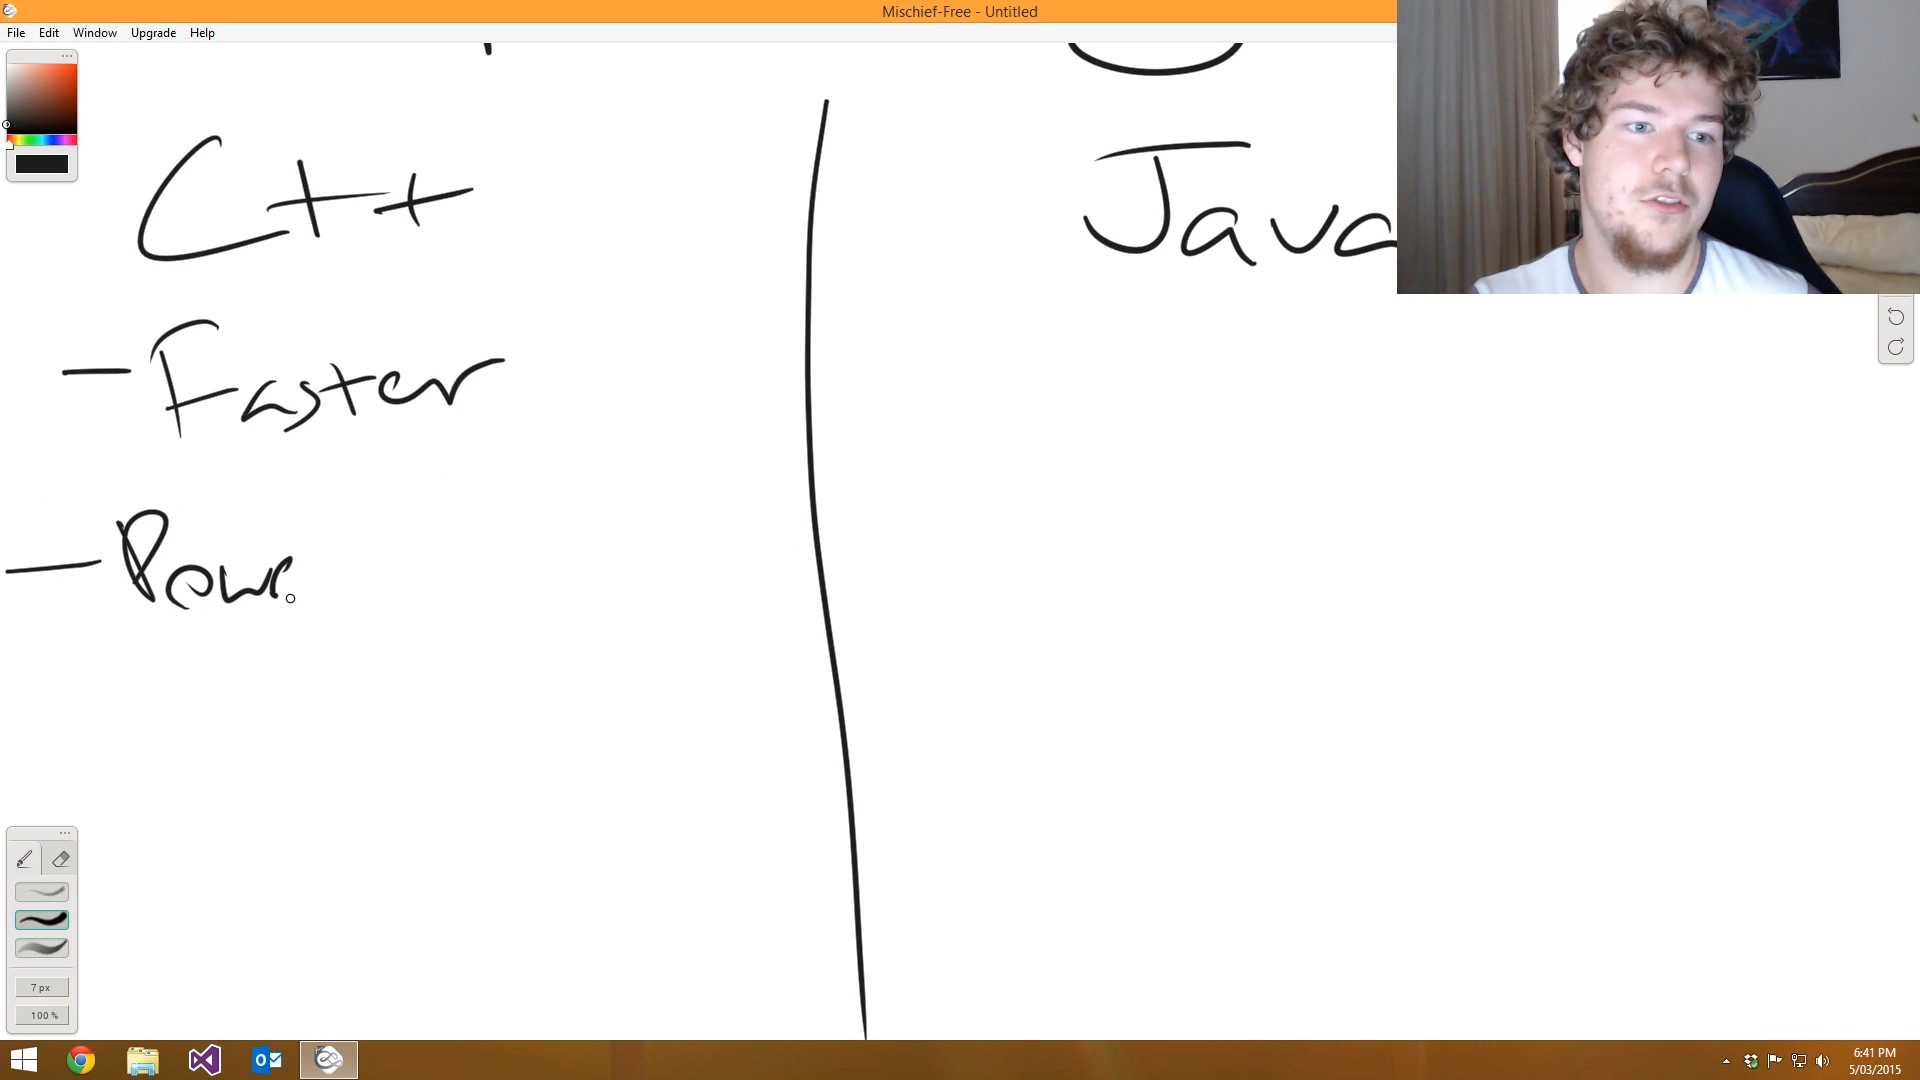 Mischief-Free - Untitled
File Edit Window Upgrade Help
C++
Java
- Faster
- Powe
7 px
100 %
6:41 PM
5/03/2015